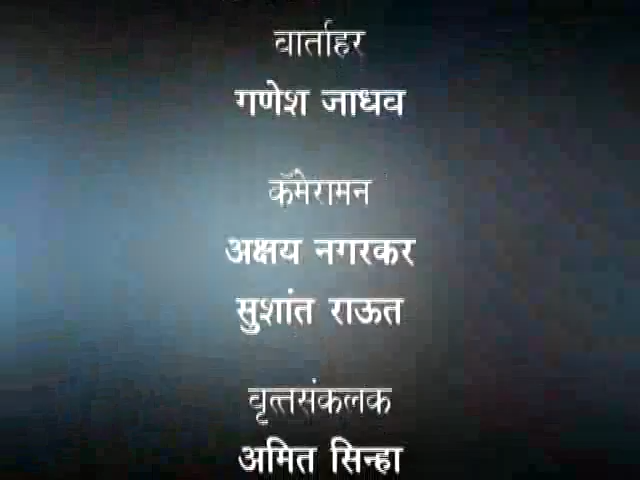 वार्ताहर
गणेश जाधव
कॅमेरामन
अक्षय नगरकर
सुशांत राऊत
वृत्तसंकलक
अमित सिन्हा